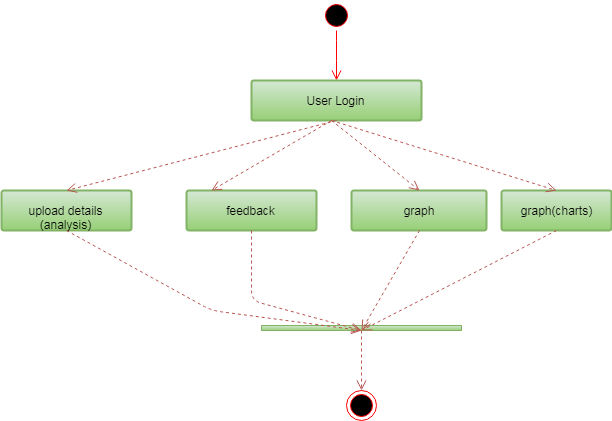 User Login
upload details
(analysis)
feedback
graph
graph(charts)